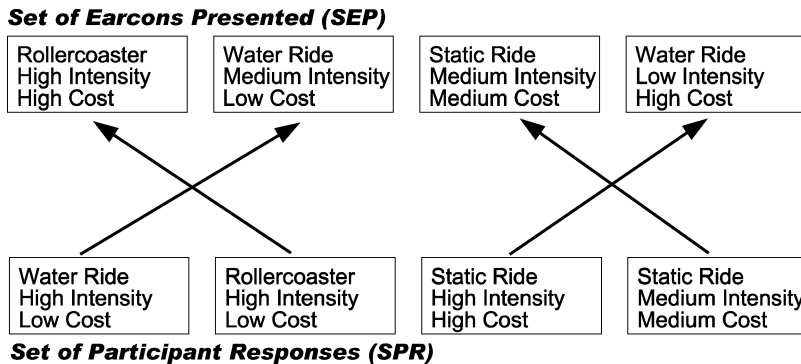 Set of Earcons Presented (SEP)
Rollercoaster
High Intensity
High Cost
Water Ride
Medium Intensity
Low Cost
Static Ride
Medium Intensity
Medium Cost
Water Ride
Low Intensity
High Cost
Water Ride
High Intensity
Low Cost
Rollercoaster
High Intensity
Low Cost
Static Ride
High Intensity
High Cost
Static Ride
Medium Intensity
Medium Cost
Set of Participant Responses (SPR)